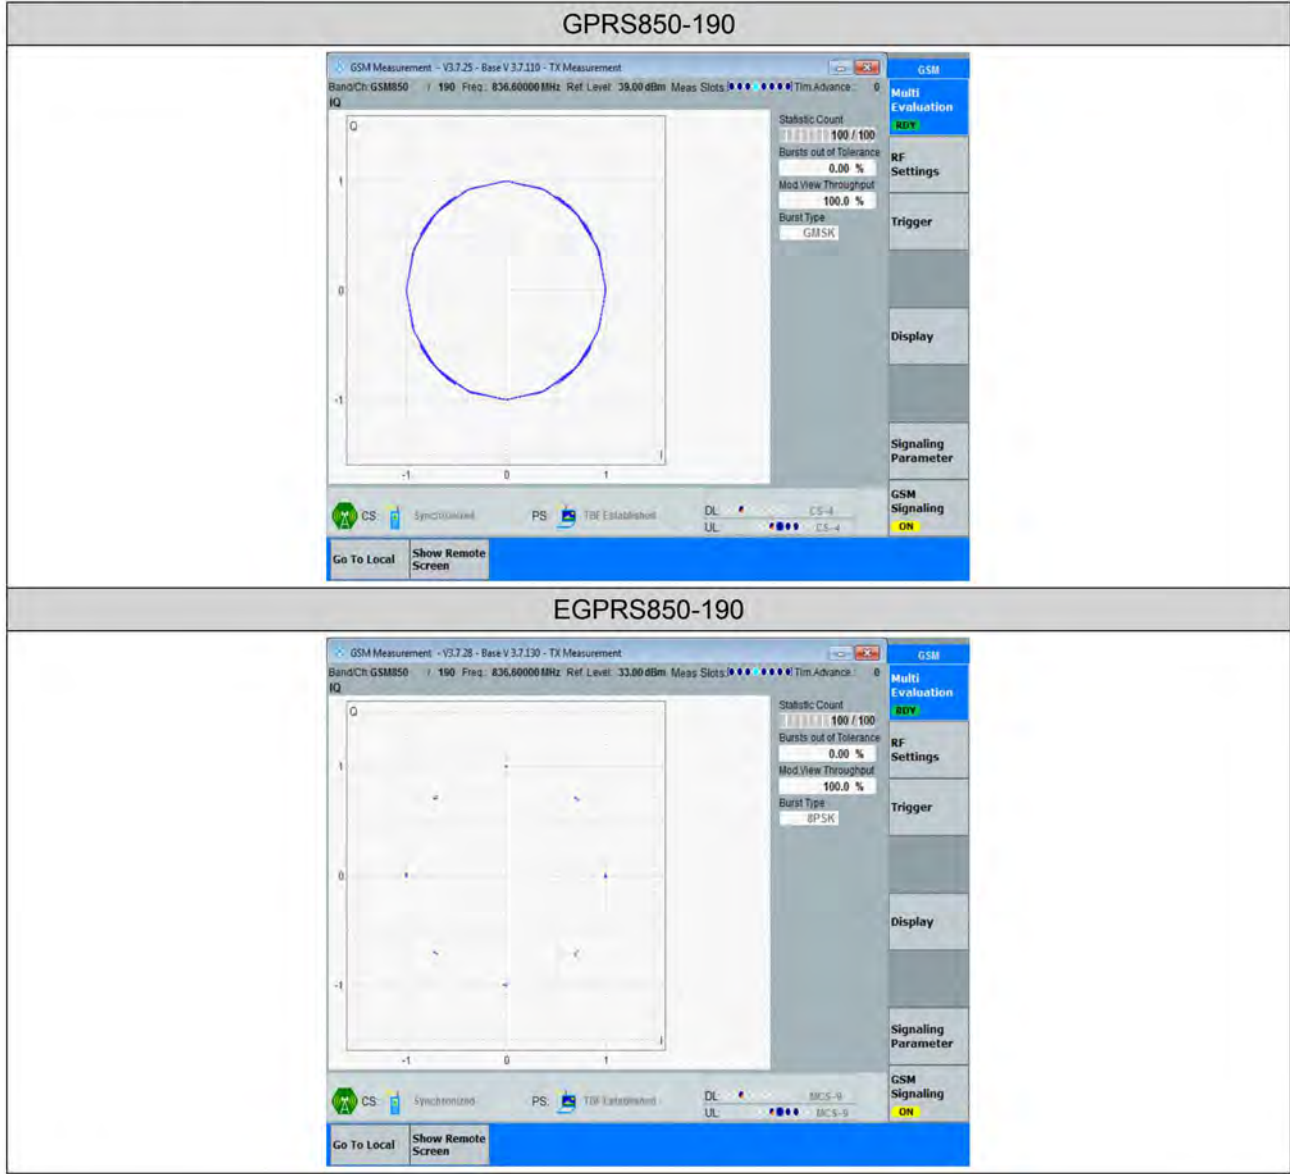 GPRS850-190
GSM Measurement - V3.7.25 - Base V 3.7.110 - TX Measurement
GSM
Band/Ch: GSM850 / 190 Freq.: 836.60000 MHz Ref. Level: 39.00 dBm Meas Slots: Tim.Advance.: 0
IQ
Multi
Evaluation
RDY
Q
Statistic Count
100 / 100
Bursts out of Tolerance
0.00 %
Mod.View Throughput
100.0 %
Burst Type
GMSK
RF
Settings
Trigger
1
0
-1
Display
I
-1 0 1
Signaling
Parameter
GSM
Signaling
ON
CS: Synchronized PS: TBF Established DL: CS-4
UL: CS-4
Go To Local
Show Remote
Screen
EGPRS850-190
GSM Measurement - V3.7.28 - Base V 3.7.130 - TX Measurement
GSM
Band/Ch: GSM850 / 190 Freq.: 836.60000 MHz Ref. Level: 33.00 dBm Meas Slots: Tim.Advance.: 0
IQ
Multi
Evaluation
RDY
Q
Statistic Count
100 / 100
Bursts out of Tolerance
0.00 %
Mod.View Throughput
100.0 %
Burst Type
8PSK
RF
Settings
Trigger
1
0
-1
Display
I
-1 0 1
Signaling
Parameter
GSM
Signaling
ON
CS: Synchronized PS: TBF Established DL: MCS-9
UL: MCS-9
Go To Local
Show Remote
Screen